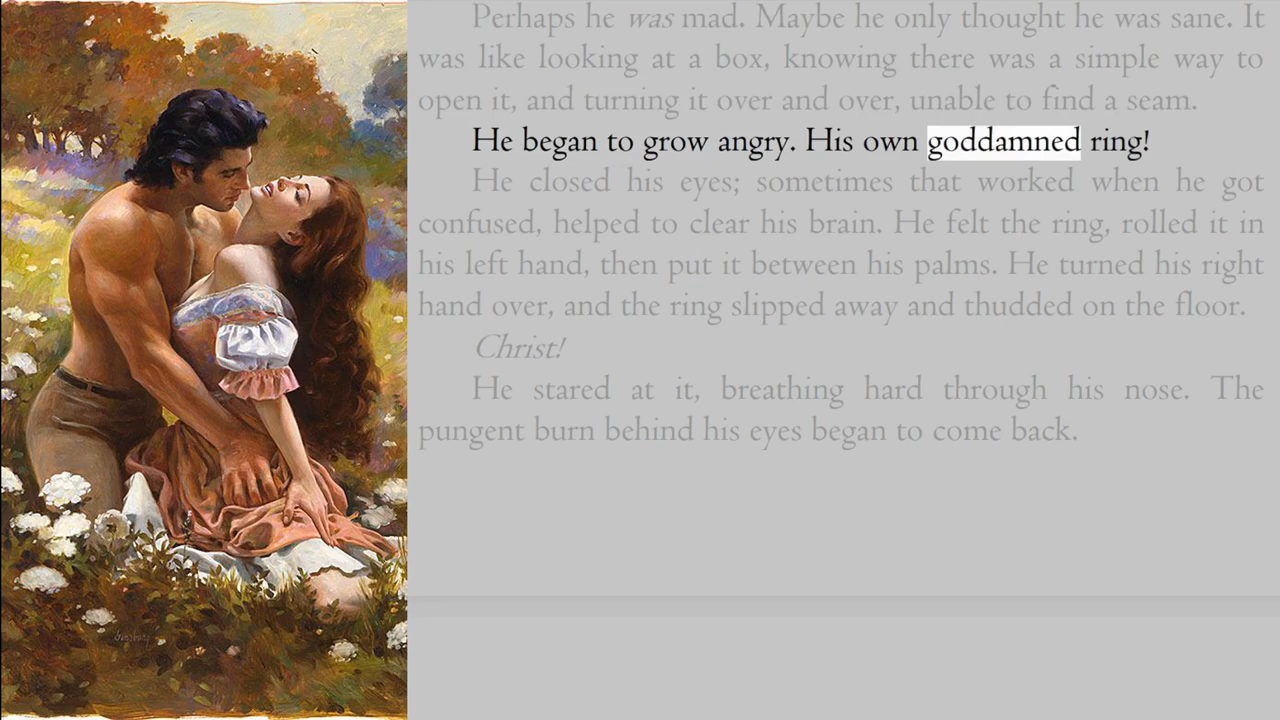 Perhaps he was mad. Maybe he only thought he was sane. It
was like looking at a box, knowing there was a simple way to
open it, and turning it over and over, unable to find a seam.
He began to grow angry. His own goddamned ring!
He closed his eyes; sometimes that worked when he got
confused, helped to clear his brain. He felt the ring, rolled it in
his left hand, then put it between his palms. He turned his right
hand over, and the ring slipped away and thudded on the floor.
Christ!
He stared at it, breathing hard through his nose. The
pungent burn behind his eyes began to come back.